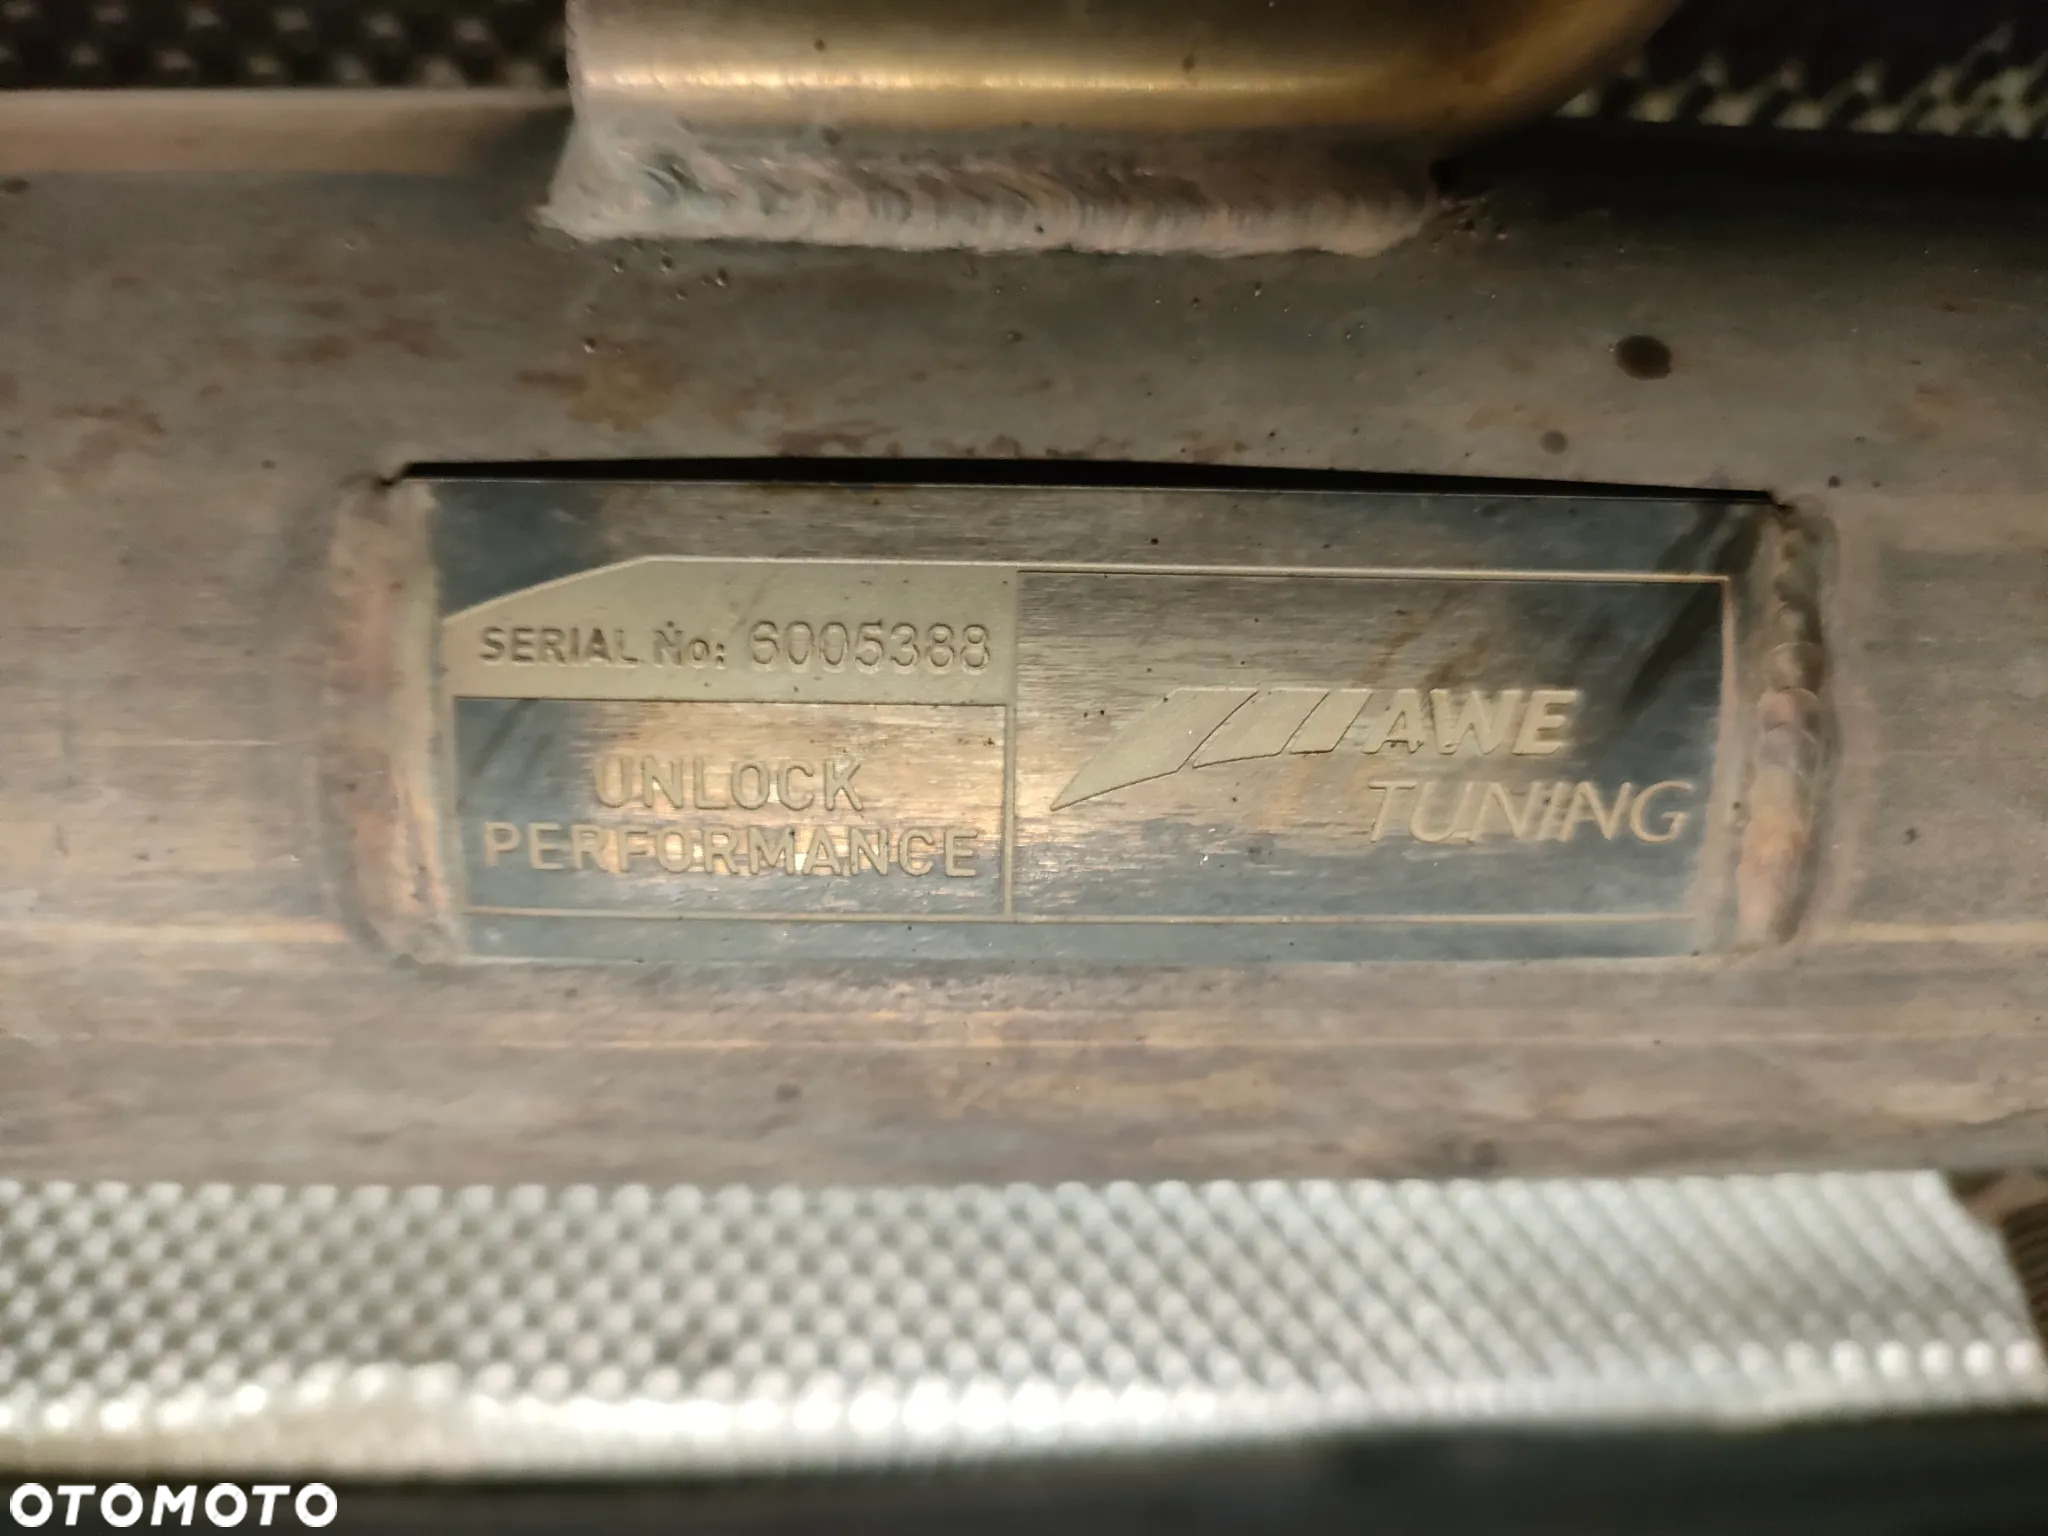 SERIAL No: 6005388
UNLOCK
PERFORMANCE
AWE
TUNING
OTOMOTO